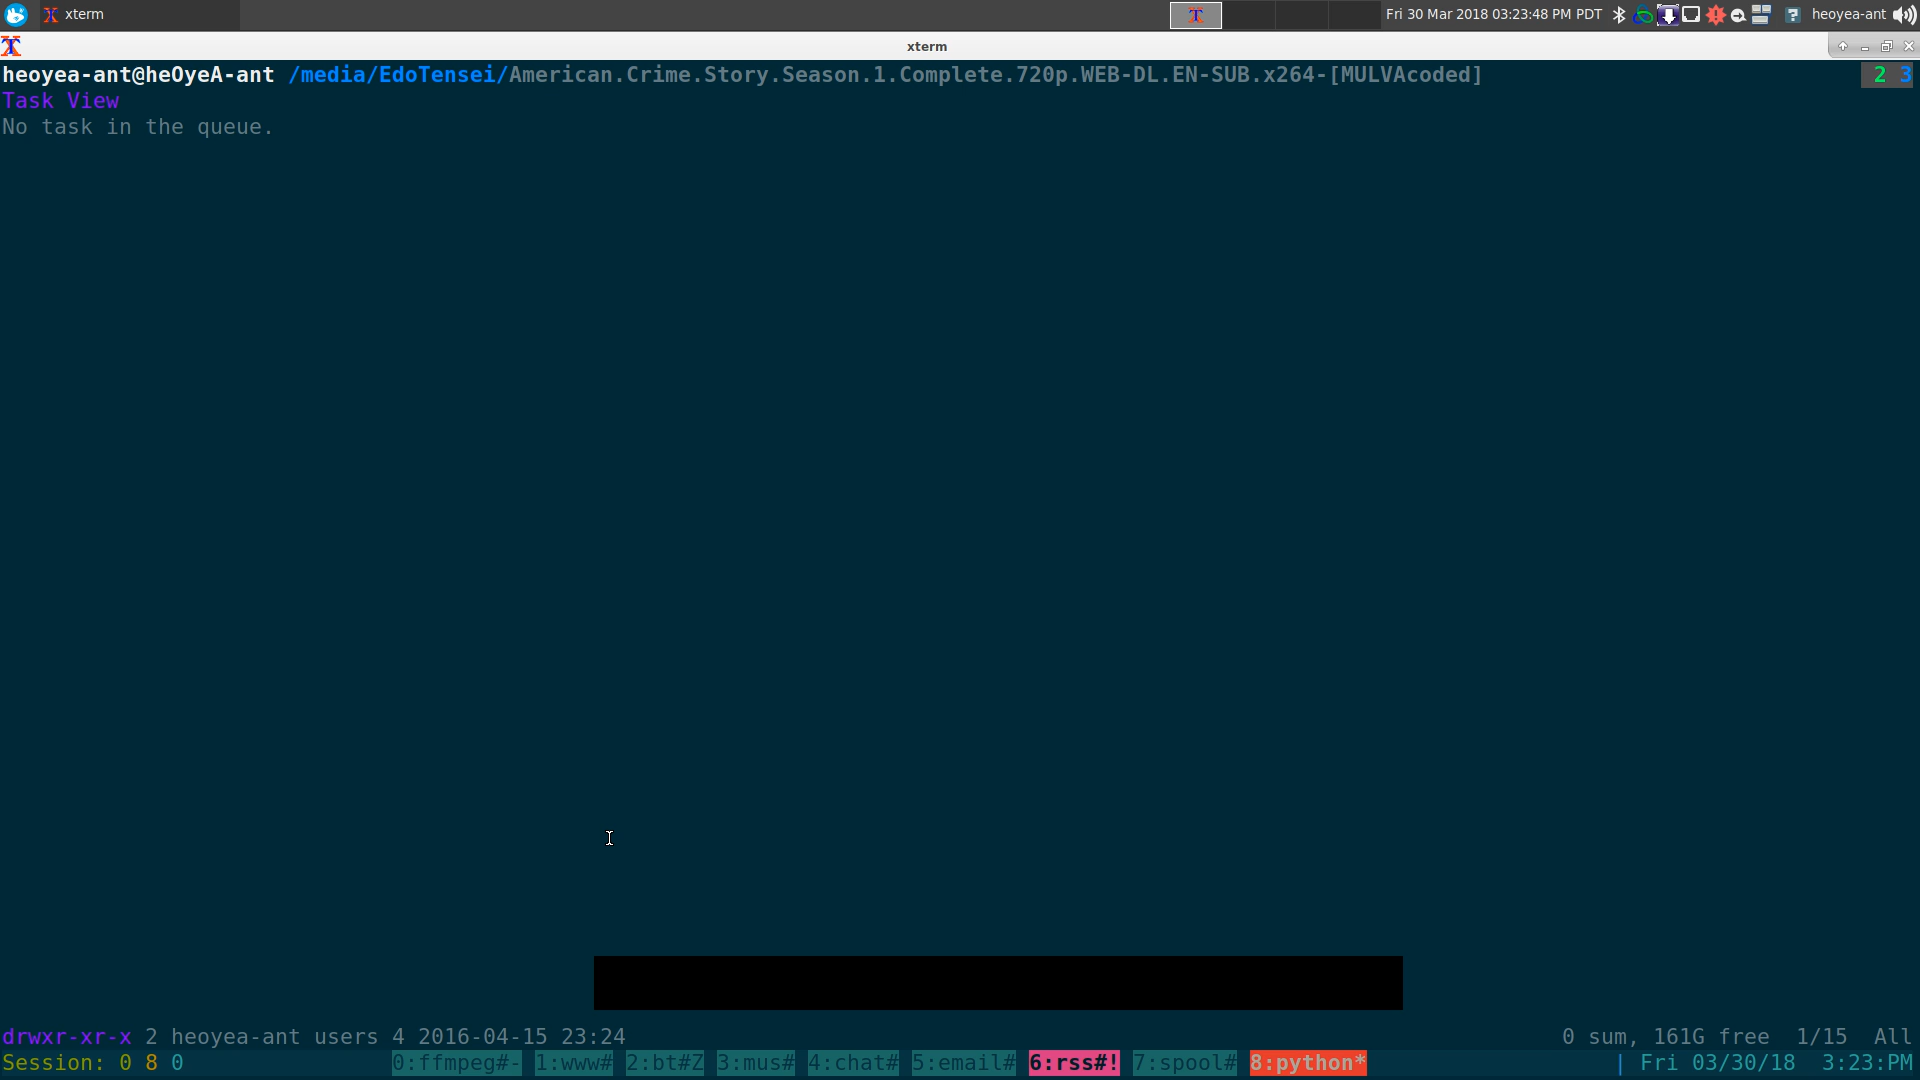 xterm
Fri 30 Mar 2018 03:23:48 PM PDT
heoyea-ant
xterm
heoyea-ant@heOyeA-ant /media/EdoTensei/American.Crime.Story.Season.1.Complete.720p.WEB-DL.EN-SUB.x264-[MULVAcoded] 2 3
Task View
No task in the queue.
drwxr-xr-x 2 heoyea-ant users 4 2016-04-15 23:24 0 sum, 161G free 1/15 All
Session: 0 8 0 0:ffmpeg#- 1:www# 2:bt#Z 3:mus# 4:chat# 5:email# 6:rss#! 7:spool# 8:python* | Fri 03/30/18 3:23:PM